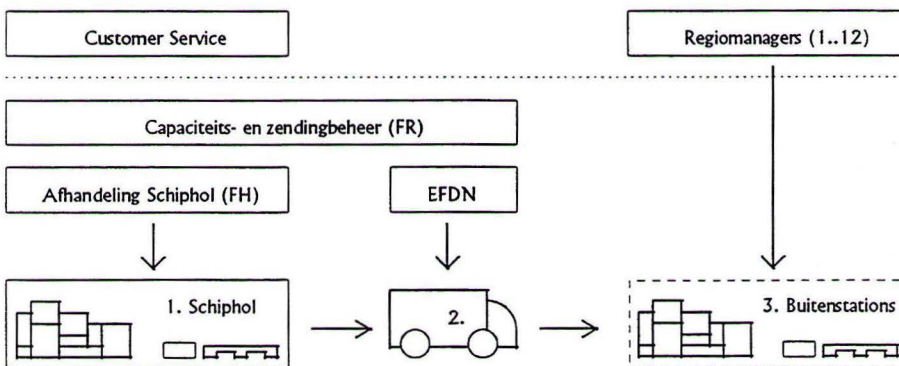 Customer Service
Regiomanagers (1..12)
Capaciteits- en zendingbeheer (FR)
Afhandeling Schiphol (FH)
EFDN
1. Schiphol
2.
3. Buitenstations